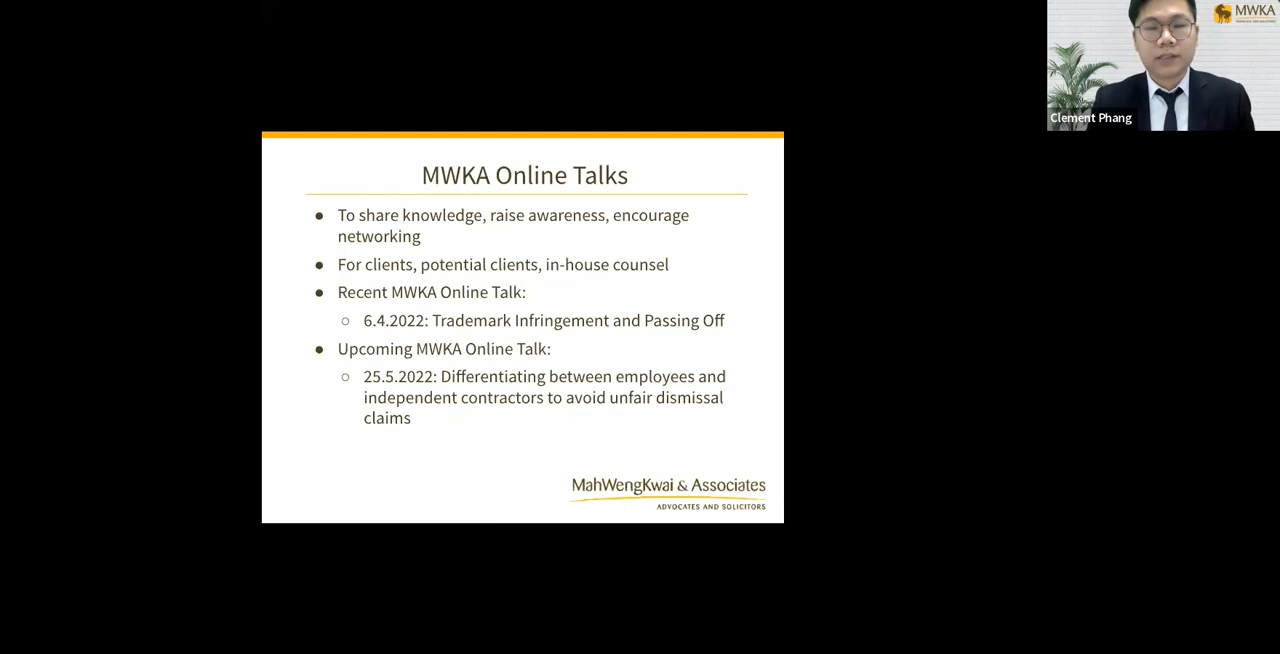 MWKA Online Talks
● To share knowledge, raise awareness, encourage
networking
● For clients, potential clients, in-house counsel
● Recent MWKA Online Talk:
○ 6.4.2022: Trademark Infringement and Passing Off
● Upcoming MWKA Online Talk:
○ 25.5.2022: Differentiating between employees and
independent contractors to avoid unfair dismissal
claims
MahWengKwai & Associates
ADVOCATES AND SOLICITORS
MWKA
Clement Phang